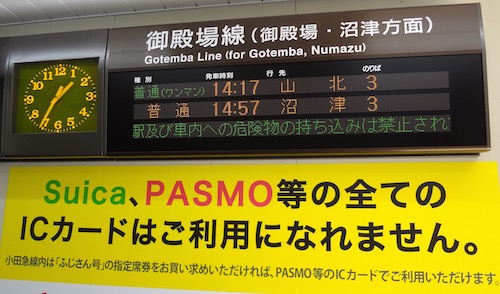 御殿場線(御殿場・沼津方面)
Gotemba Line (for Gotemba, Numazu)
種別 発車時刻 行先 のりば
普通(ワンマン) 14:17 山北 3
普通 14:57 沼津 3
駅及び車内への危険物の持ち込みは禁止され
Suica、PASMO等の全ての
ICカードはご利用になれません。
小田急線内は「ふじさん号」の指定席券をお買い求めいただければ、PASMO等のICカードでご利用いただけます。